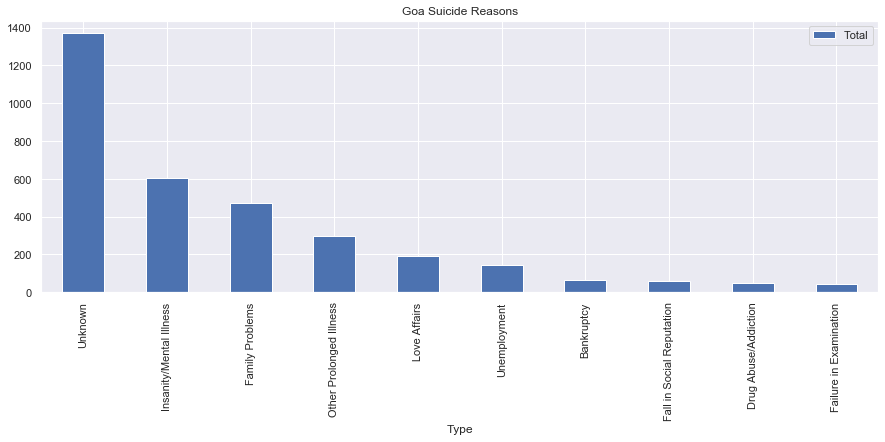 Goa Suicide Reasons
Total
1400
1200
1000
800
600
400
200
0
Unknown
Insanity/Mental Illness
Family Problems
Other Prolonged Illness
Love Affairs
Unemployment
Bankruptcy
Fall in Social Reputation
Drug Abuse/Addiction
Failure in Examination
Type